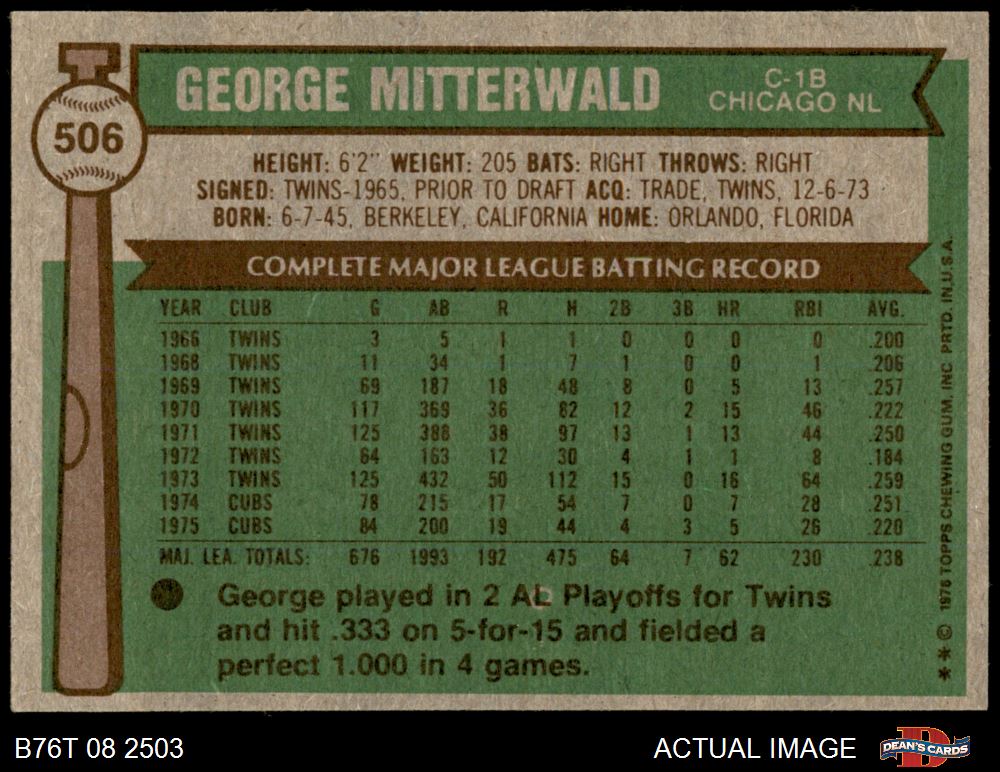 506
GEORGE MITTERWALD
C-1B
CHICAGO NL
HEIGHT: 6'2" WEIGHT: 205 BATS: RIGHT THROWS: RIGHT
SIGNED: TWINS-1965, PRIOR TO DRAFT ACQ: TRADE, TWINS, 12-6-73
BORN: 6-7-45, BERKELEY, CALIFORNIA HOME: ORLANDO, FLORIDA
COMPLETE MAJOR LEAGUE BATTING RECORD
YEAR CLUB G AB R H 2B 3B HR RBI AVG.
1966 TWINS 3 5 1 1 0 0 0 0 .200
1968 TWINS 11 34 1 7 1 0 0 1 .206
1969 TWINS 69 187 18 48 8 0 5 13 .257
1970 TWINS 117 369 36 82 12 2 15 46 .222
1971 TWINS 125 388 38 97 13 1 13 44 .250
1972 TWINS 64 163 12 30 4 1 1 8 .184
1973 TWINS 125 432 50 112 15 0 16 64 .259
1974 CUBS 78 215 17 54 7 0 7 28 .251
1975 CUBS 84 200 19 44 4 3 5 26 .220
MAJ. LEA. TOTALS: 676 1993 192 475 64 7 62 230 .238
George played in 2 AL Playoffs for Twins
and hit .333 on 5-for-15 and fielded a
perfect 1.000 in 4 games.
* * © 1976 TOPPS CHEWING GUM, INC. PRTD. IN U.S.A.
B76T 08 2503
ACTUAL IMAGE
DEAN'S CARDS